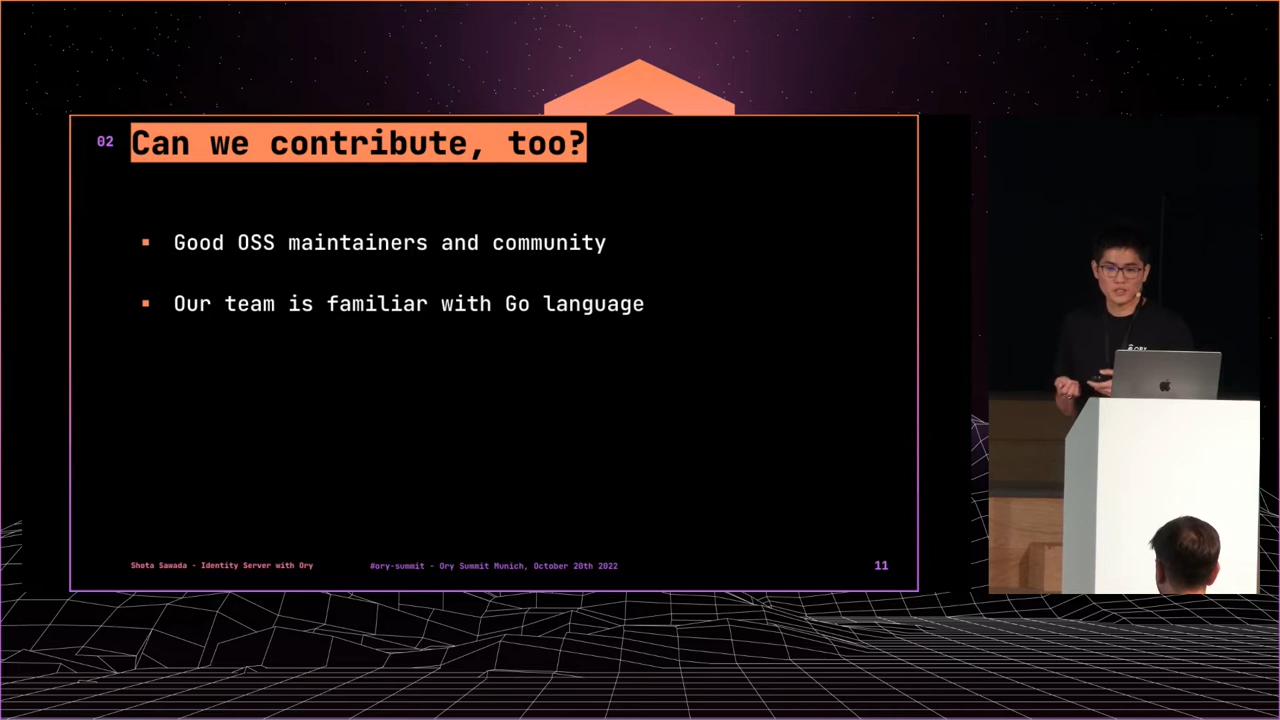 02
Can we contribute, too?
Good OSS maintainers and community
Our team is familiar with Go language
Shota Sawada - Identity Server with Ory
#ory-summit - Ory Summit Munich, October 20th 2022
11
ORY